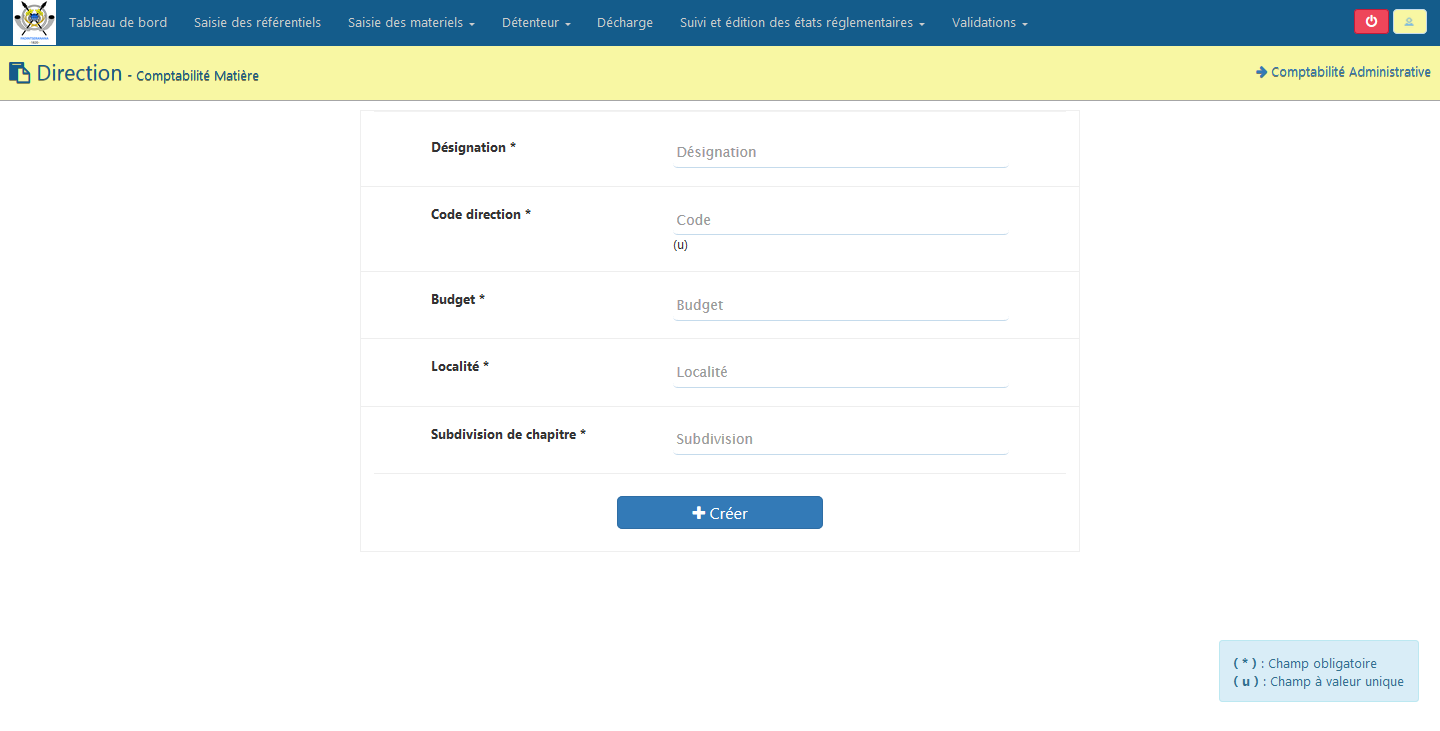 Tableau de bord Saisie des référentiels Saisie des materiels Détenteur Décharge Suivi et édition des états réglementaires Validations
Direction - Comptabilité Matière
Comptabilité Administrative
Désignation * Désignation
Code direction * Code
(u)
Budget * Budget
Localité * Localité
Subdivision de chapitre * Subdivision
Créer
( * ) : Champ obligatoire
( u ) : Champ à valeur unique